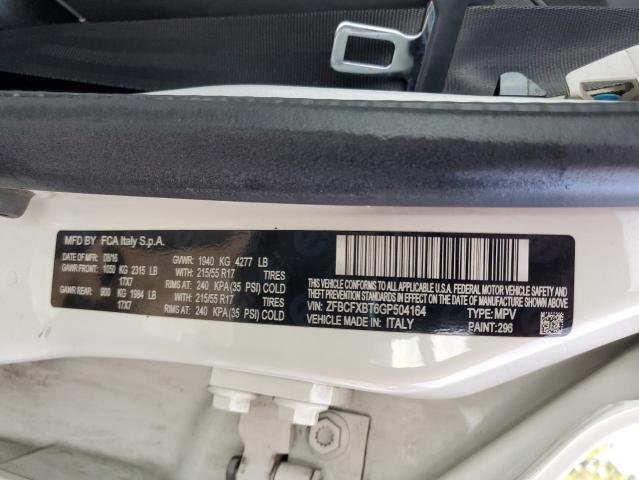 MFD BY FCA Italy S.p.A.
DATE OF MFR: 08/16 GVWR: 1940 KG 4277 LB
GAWR FRONT: 1050 KG 2315 LB WITH: 215/55 R17 TIRES
17X7 RIMS AT: 240 KPA (35 PSI) COLD
GAWR REAR: 900 KG 1984 LB WITH: 215/55 R17 TIRES
17X7 RIMS AT: 240 KPA (35 PSI) COLD
THIS VEHICLE CONFORMS TO ALL APPLICABLE U.S.A. FEDERAL MOTOR VEHICLE SAFETY,
BUMPER, AND THEFT PREVENTION STANDARDS IN EFFECT ON THE DATE OF MANUFACTURE SHOWN ABOVE.
VIN: ZFBCFXBT6GP504164 TYPE: MPV
VEHICLE MADE IN: ITALY PAINT: 296